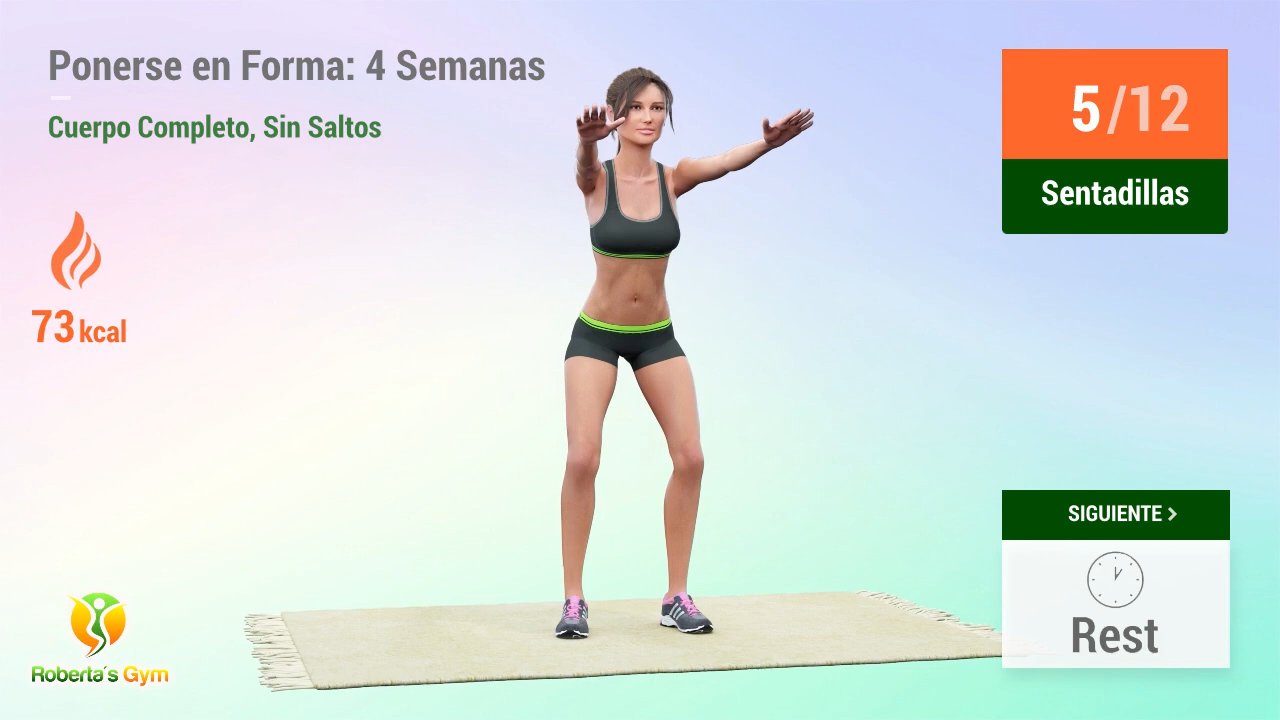 Ponerse en Forma: 4 Semanas
Cuerpo Completo, Sin Saltos
5/12
Sentadillas
73 kcal
SIGUIENTE >
Rest
Roberta´s Gym